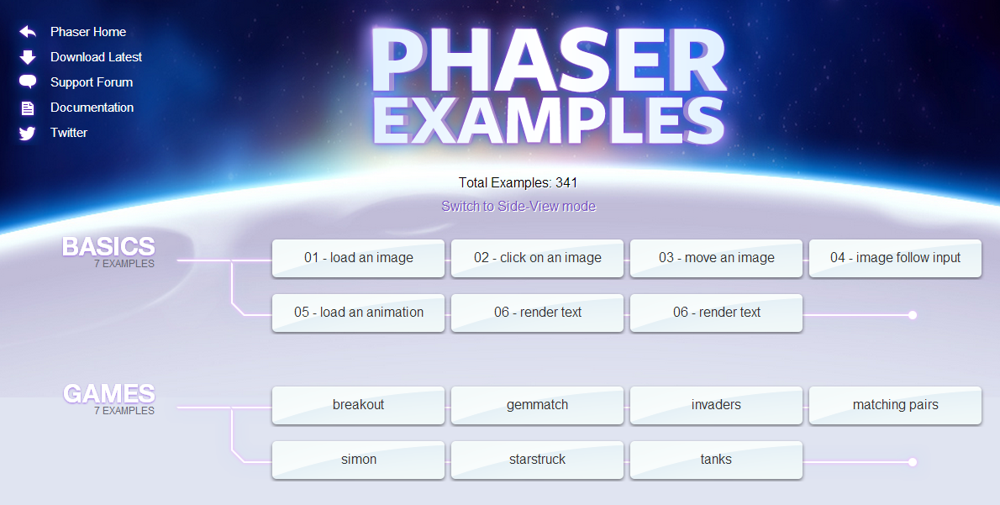 Phaser Home
Download Latest
Support Forum
Documentation
Twitter
PHASER
EXAMPLES
Total Examples: 341
Switch to Side-View mode
BASICS
7 EXAMPLES
01 - load an image
02 - click on an image
03 - move an image
04 - image follow input
05 - load an animation
06 - render text
06 - render text
GAMES
7 EXAMPLES
breakout
gemmatch
invaders
matching pairs
simon
starstruck
tanks